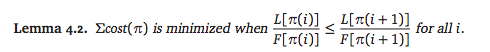 Lemma 4.2. Σcost(π) is minimized when L[π(i)]/F[π(i)] ≤ L[π(i + 1)]/F[π(i + 1)] for all i.